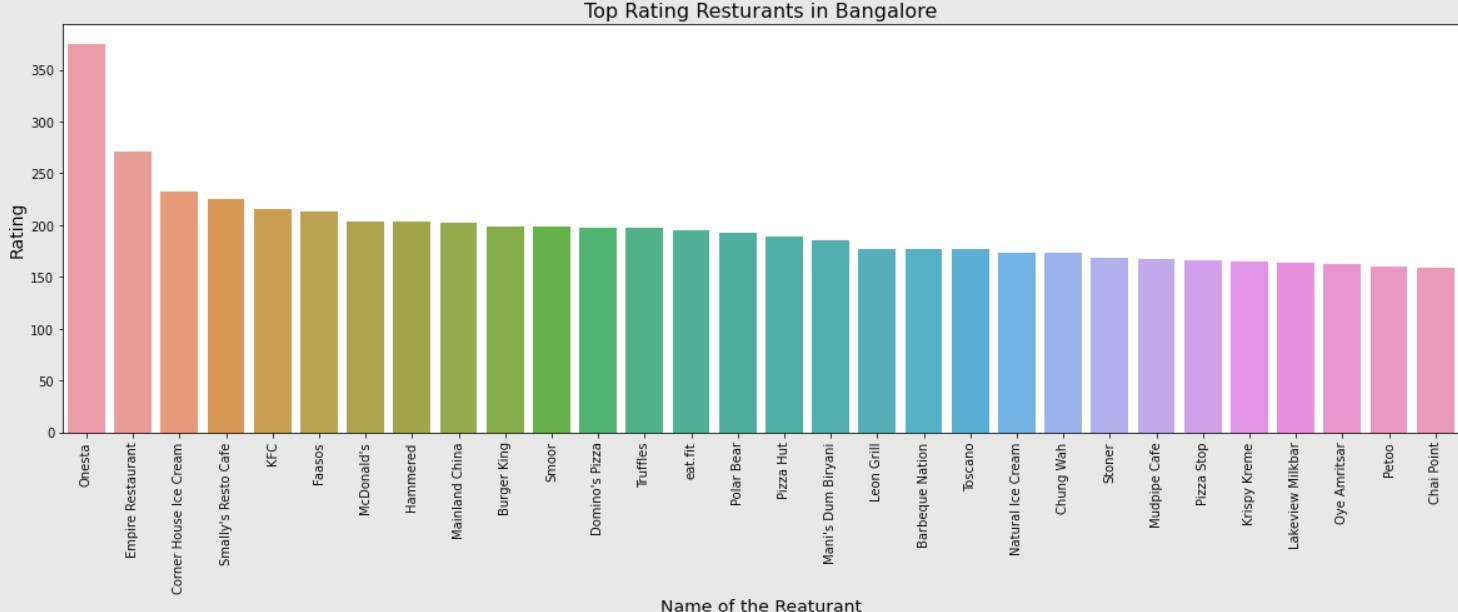 Top Rating Resturants in Bangalore
Rating
350
300
250
200
150
100
50
0
Onesta
Empire Restaurant
Corner House Ice Cream
Smally's Resto Cafe
KFC
Faasos
McDonald's
Hammered
Mainland China
Burger King
Smoor
Domino's Pizza
Truffles
eat.fit
Polar Bear
Pizza Hut
Mani's Dum Biryani
Leon Grill
Barbeque Nation
Toscano
Natural Ice Cream
Chung Wah
Stoner
Mudpipe Cafe
Pizza Stop
Krispy Kreme
Lakeview Milkbar
Oye Amritsar
Petoo
Chai Point
Name of the Reaturant